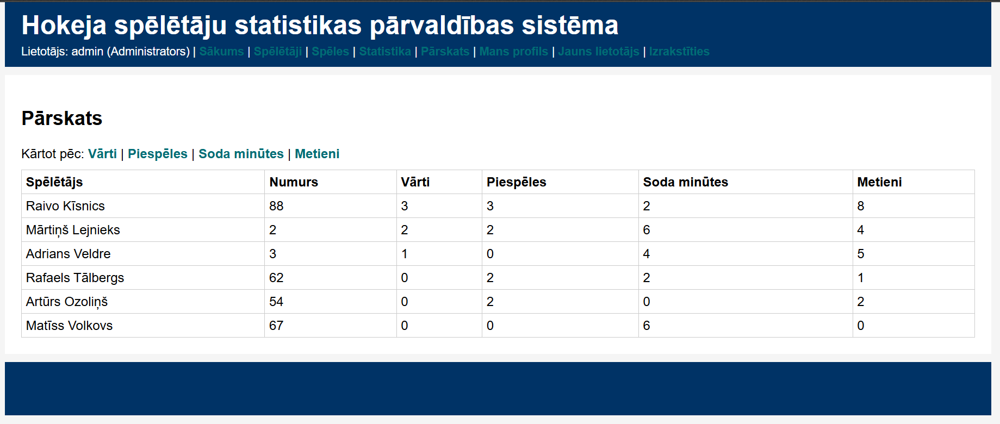 Hokeja spēlētāju statistikas pārvaldības sistēma
Lietotājs: admin (Administrators) | Sākums | Spēlētāji | Spēles | Statistika | Pārskats | Mans profils | Jauns lietotājs | Izrakstīties
Pārskats
Kārtot pēc: Vārti | Piespēles | Soda minūtes | Metieni
Spēlētājs Numurs Vārti Piespēles Soda minūtes Metieni
Raivo Kīsnics 88 3 3 2 8
Mārtiņš Lejnieks 2 2 2 6 4
Adrians Veldre 3 1 0 4 5
Rafaels Tālbergs 62 0 2 2 1
Artūrs Ozoliņš 54 0 2 0 2
Matīss Volkovs 67 0 0 6 0